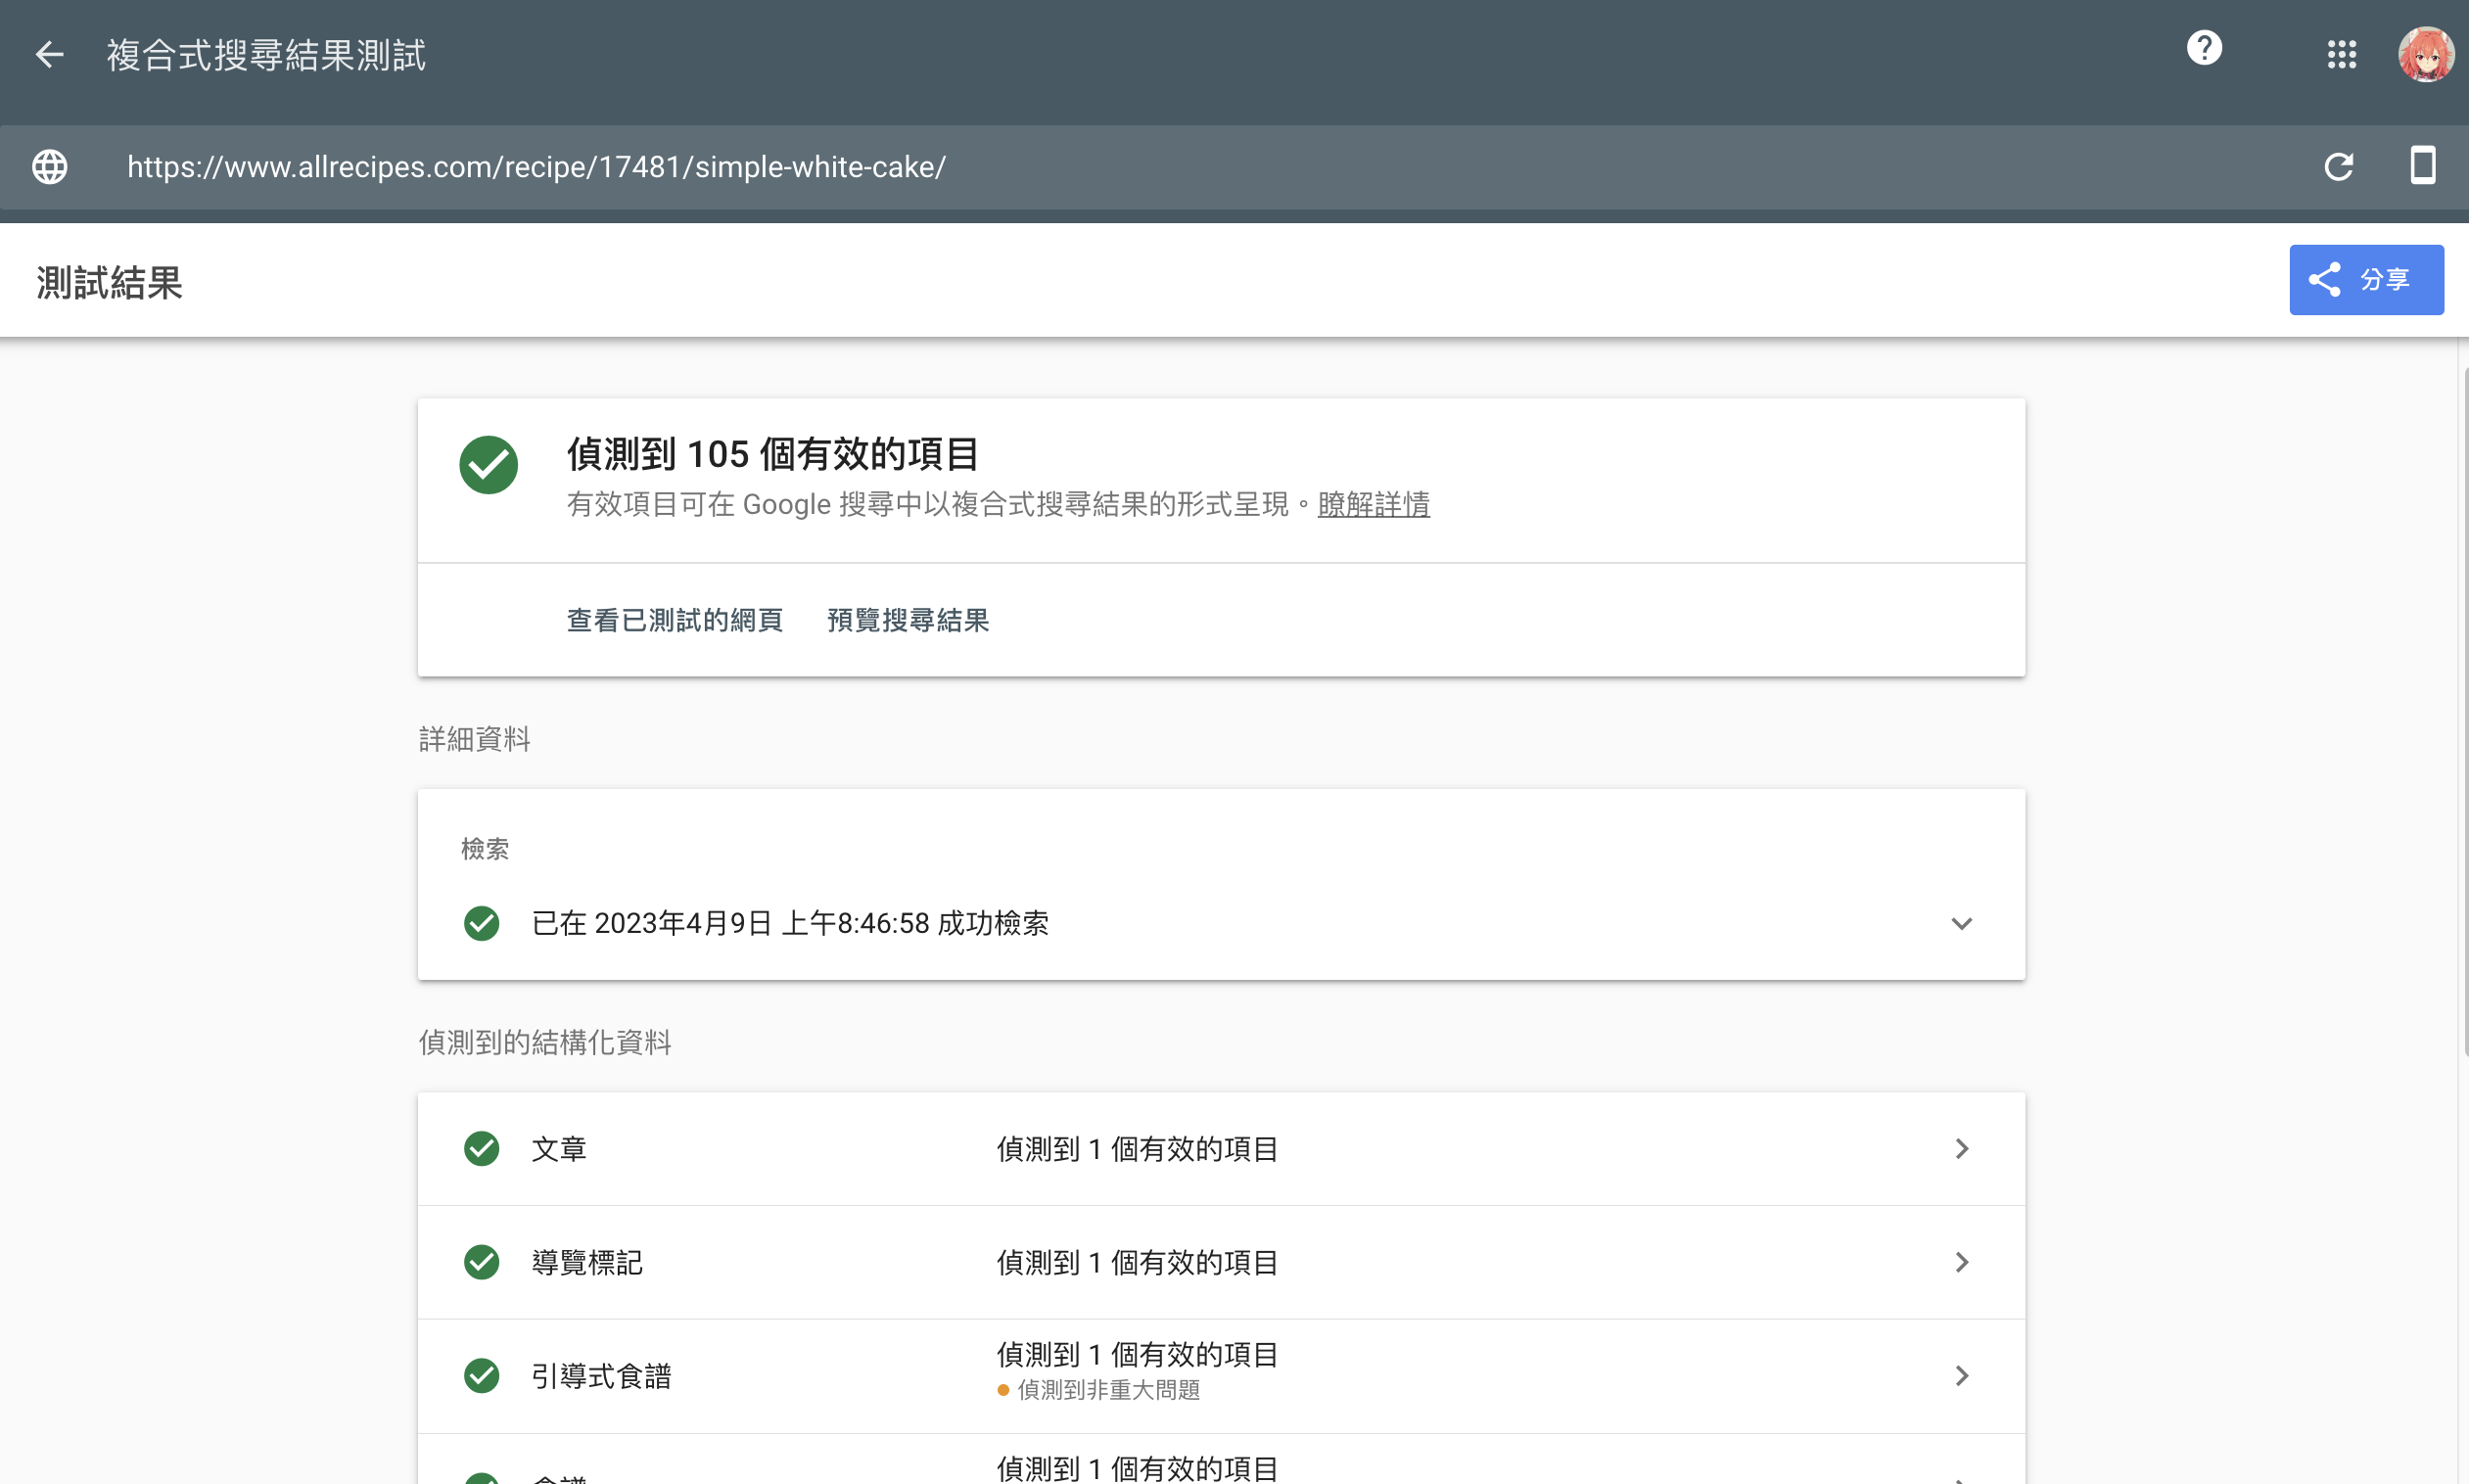 複合式搜尋結果測試
https://www.allrecipes.com/recipe/17481/simple-white-cake/
測試結果
分享
偵測到 105 個有效的項目
有效項目可在 Google 搜尋中以複合式搜尋結果的形式呈現。瞭解詳情
查看已測試的網頁 預覽搜尋結果
詳細資料
檢索
已在 2023年4月9日 上午8:46:58 成功檢索
偵測到的結構化資料
文章 偵測到 1 個有效的項目
導覽標記 偵測到 1 個有效的項目
引導式食譜 偵測到 1 個有效的項目
偵測到非重大問題
偵測到 1 個有效的項目